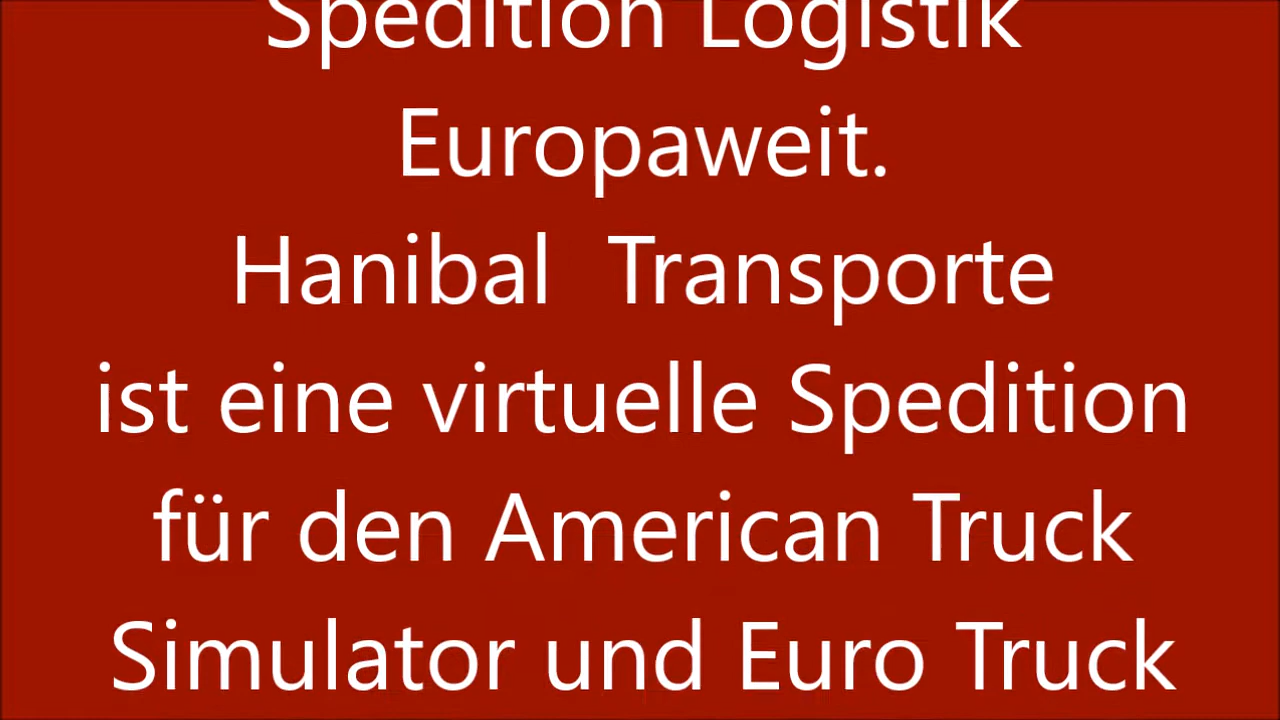 Spedition Logistik
Europaweit.
Hanibal  Transporte
ist eine virtuelle Spedition
für den American Truck
Simulator und Euro Truck